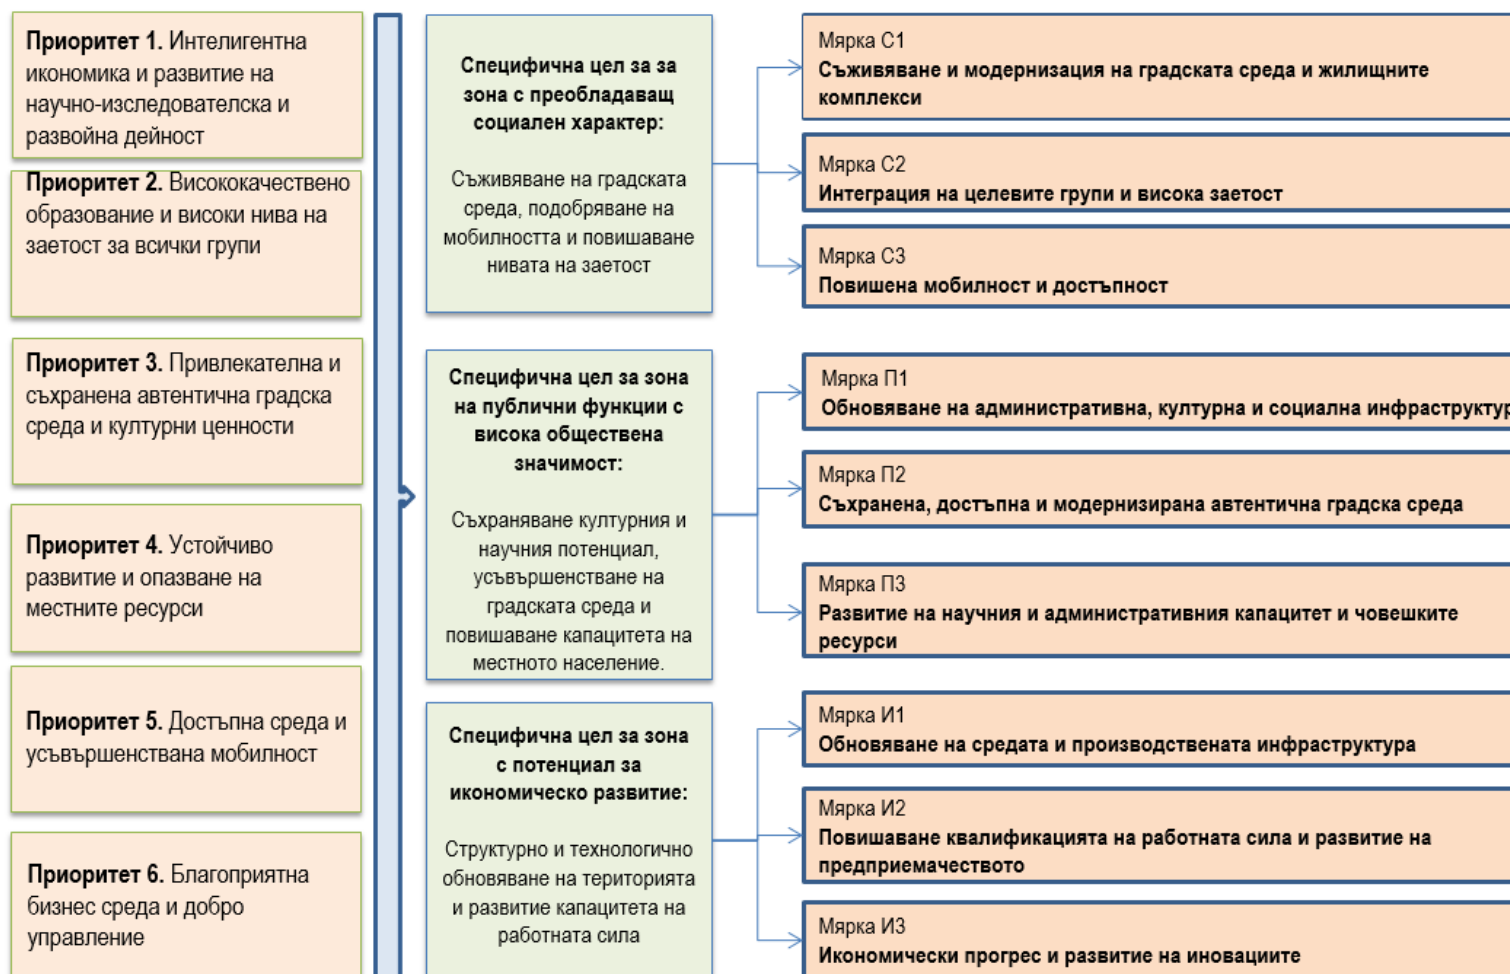 Приоритет 1. Интелигентна
икономика и развитие на
научно-изследователска и
развойна дейност
Приоритет 2. Висококачествено
образование и високи нива на
заетост за всички групи
Приоритет 3. Привлекателна и
съхранена автентична градска
среда и културни ценности
Приоритет 4. Устойчиво
развитие и опазване на
местните ресурси
Приоритет 5. Достъпна среда и
усъвършенствана мобилност
Приоритет 6. Благоприятна
бизнес среда и добро
управление
Специфична цел за за
зона с преобладаващ
социален характер:
Съживяване на градската
среда, подобряване на
мобилността и повишаване
нивата на заетост
Специфична цел за зона
на публични функции с
висока обществена
значимост:
Съхраняване културния и
научния потенциал,
усъвършенстване на
градската среда и
повишаване капацитета на
местното население.
Специфична цел за зона
с потенциал за
икономическо развитие:
Структурно и технологично
обновяване на територията
и развитие капацитета на
работната сила
Мярка С1
Съживяване и модернизация на градската среда и жилищните
комплекси
Мярка С2
Интеграция на целевите групи и висока заетост
Мярка С3
Повишена мобилност и достъпност
Мярка П1
Обновяване на административна, културна и социална инфраструктур
Мярка П2
Съхранена, достъпна и модернизирана автентична градска среда
Мярка П3
Развитие на научния и административния капацитет и човешките
ресурси
Мярка И1
Обновяване на средата и производствената инфраструктура
Мярка И2
Повишаване квалификацията на работната сила и развитие на
предприемачеството
Мярка И3
Икономически прогрес и развитие на иновациите